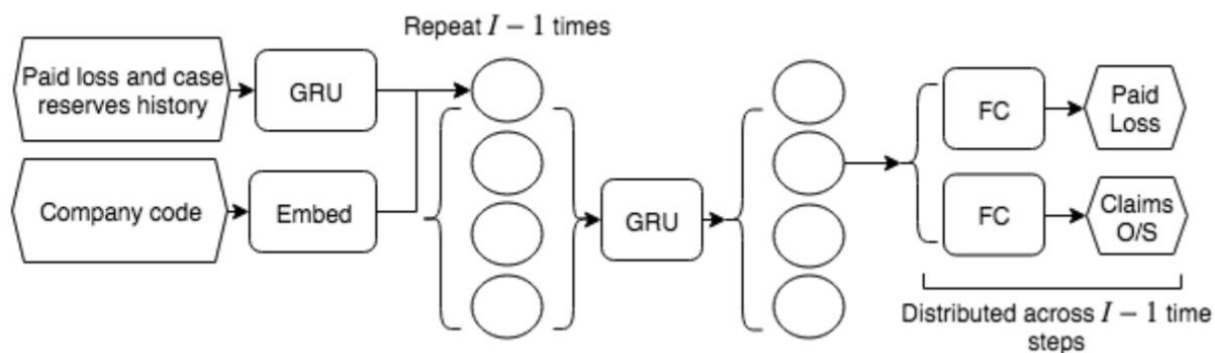 Repeat I − 1 times
Paid loss and case
reserves history
GRU
Company code
Embed
GRU
FC
Paid
Loss
FC
Claims
O/S
Distributed across I − 1 time
steps